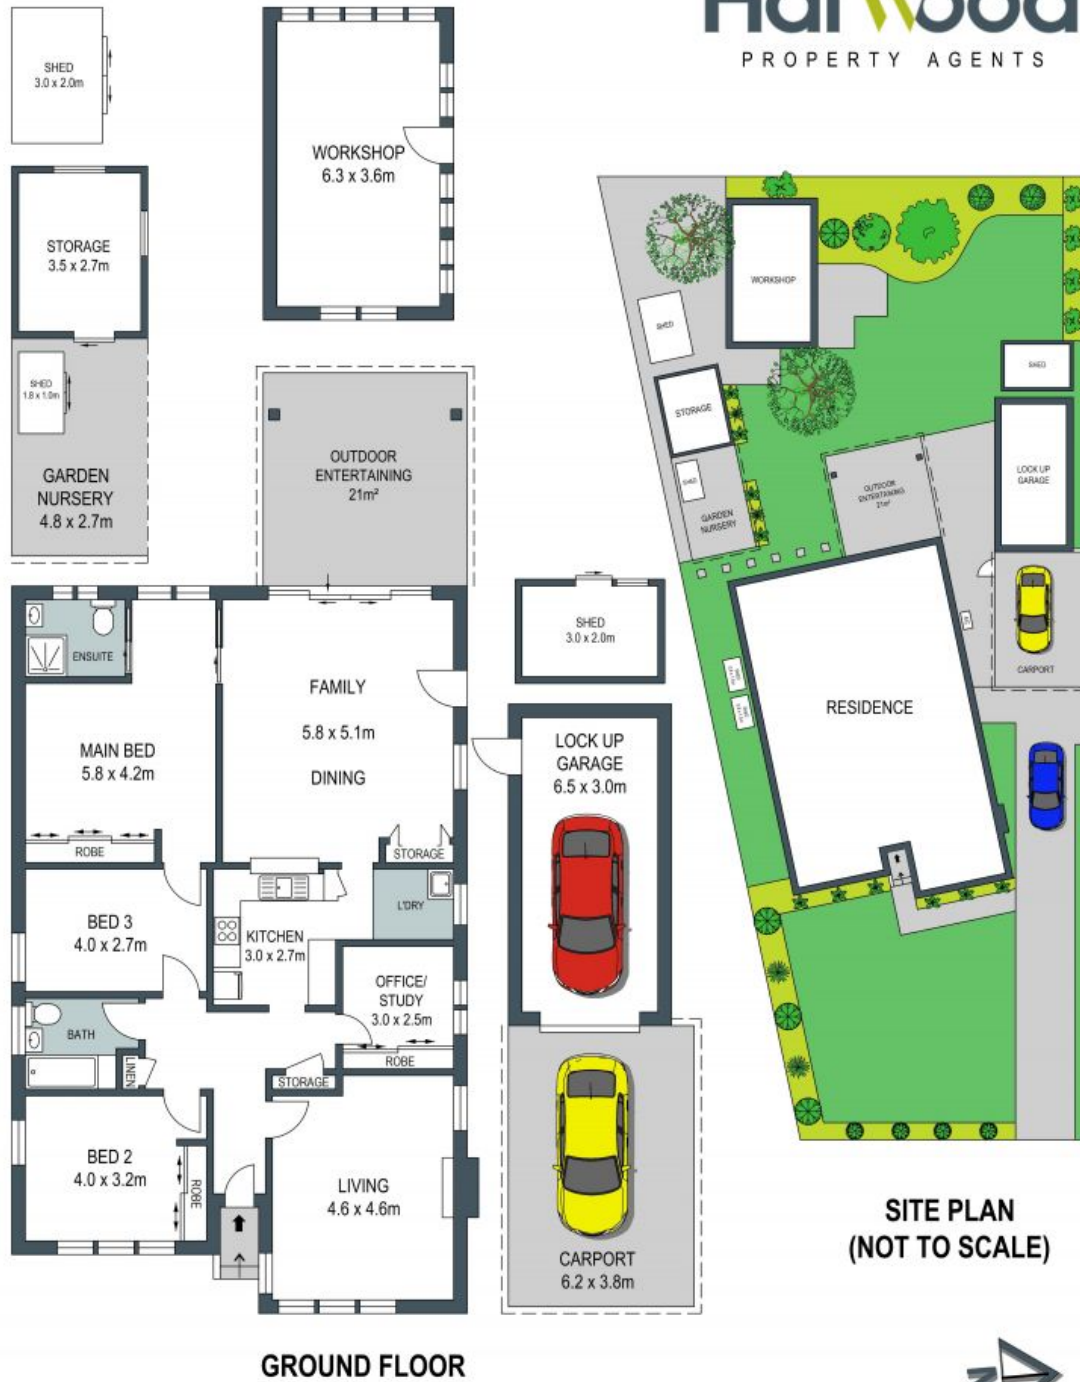 Harwood
PROPERTY AGENTS
SHED
3.0 x 2.0m
WORKSHOP
6.3 x 3.6m
STORAGE
3.5 x 2.7m
SHED
1.8 x 1.0m
GARDEN
NURSERY
4.8 x 2.7m
OUTDOOR
ENTERTAINING
21m²
ENSUITE
MAIN BED
5.8 x 4.2m
ROBE
FAMILY
5.8 x 5.1m
DINING
STORAGE
BED 3
4.0 x 2.7m
KITCHEN
3.0 x 2.7m
L'DRY
OFFICE/
STUDY
3.0 x 2.5m
ROBE
BATH
LINEN
STORAGE
BED 2
4.0 x 3.2m
ROBE
LIVING
4.6 x 4.6m
SHED
3.0 x 2.0m
LOCK UP
GARAGE
6.5 x 3.0m
CARPORT
6.2 x 3.8m
GROUND FLOOR
WORKSHOP
SHED
STORAGE
SHED
GARDEN
NURSERY
OUTDOOR
ENTERTAINING
21m²
SHED
LOCK UP
GARAGE
CARPORT
RESIDENCE
SITE PLAN
(NOT TO SCALE)